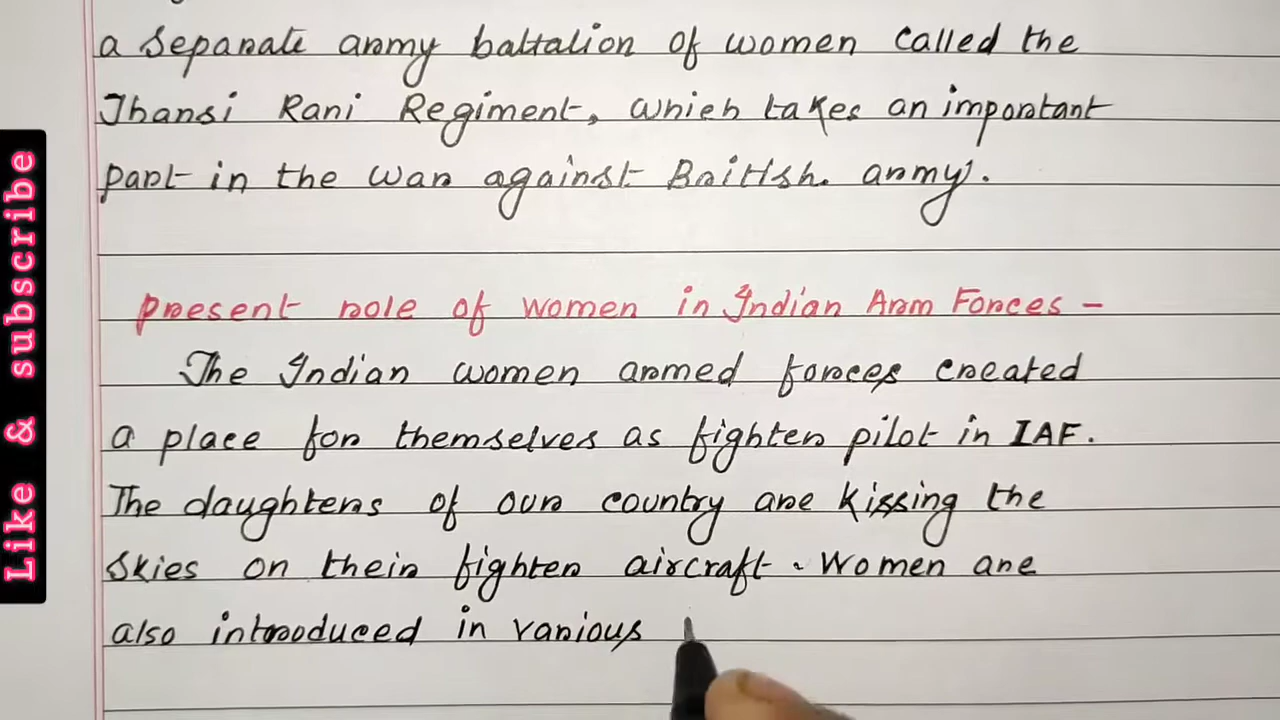 a separate army battalion of women called the
Jhansi Rani Regiment, which takes an important
part in the war against British. army.
present role of women in Indian Arm Forces -
The Indian women armed forces created
a place for themselves as fighter pilot in IAF.
The daughters of our country are kissing the
skies on their fighter aircraft. Women are
also introduced in various
Like & subscribe